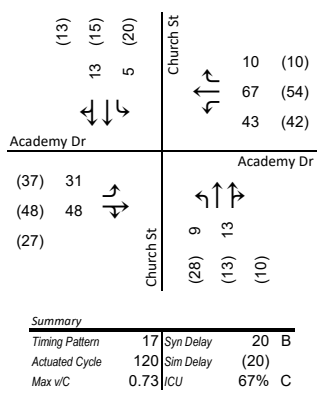 (13) (15) (20)
13 5
Church St
10 (10)
67 (54)
43 (42)
Academy Dr
Academy Dr
(37) 31
(48) 48
(27)
Church St
9 13
(28) (13) (10)
Summary
Timing Pattern 17 Syn Delay 20 B
Actuated Cycle 120 Sim Delay (20)
Max v/C 0.73 ICU 67% C